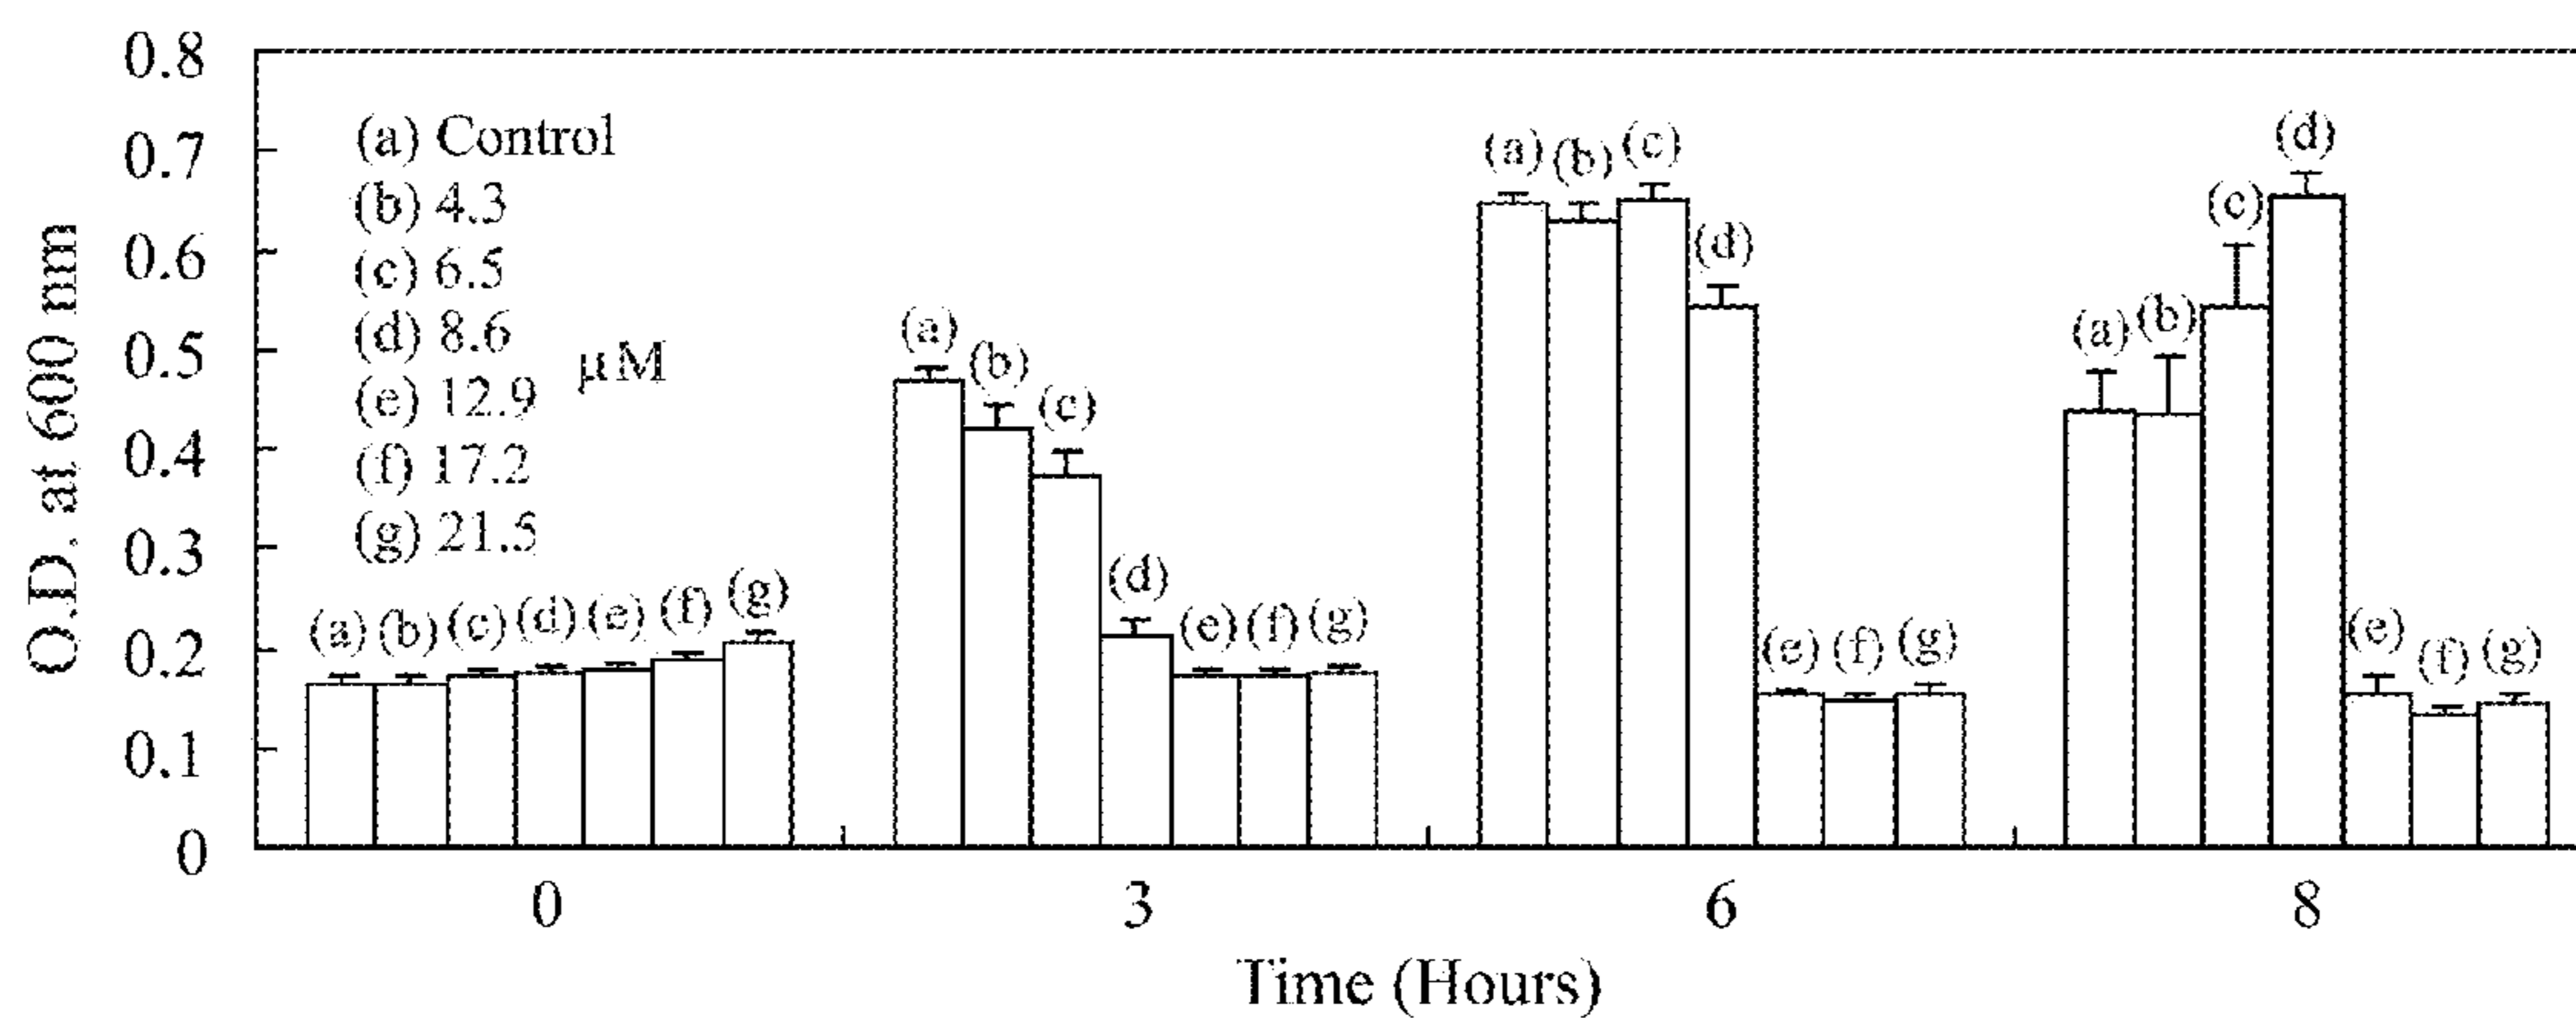 O.D. at 600 nm
0.8
0.7
0.6
0.5
0.4
0.3
0.2
0.1
0
(a) Control
(b) 4.3
(c) 6.5
(d) 8.6
(e) 12.9
(f) 17.2
(g) 21.5
μM
(a) (b) (c) (d) (e) (f) (g)
(a) (b) (c) (d) (e) (f) (g)
(a) (b) (c) (d) (e) (f) (g)
(a) (b) (c) (d) (e) (f) (g)
0 3 6 8
Time (Hours)